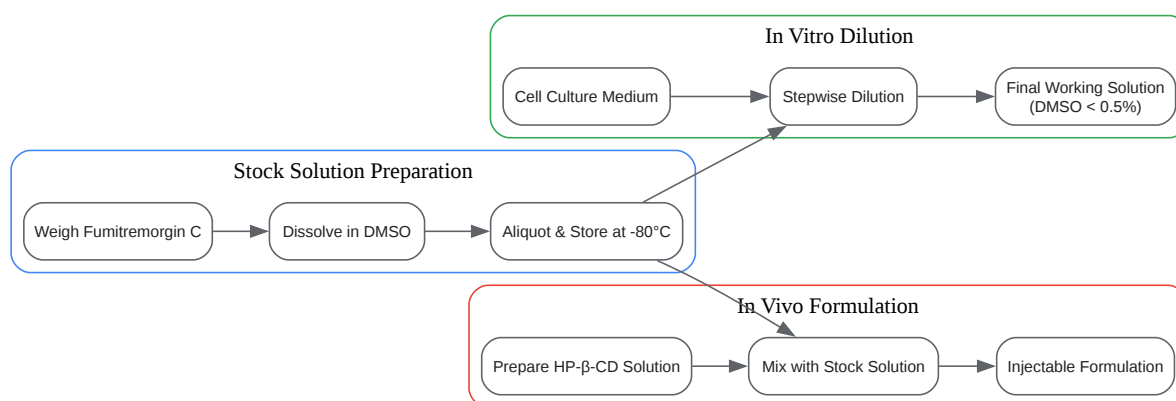 In Vitro Dilution
Cell Culture Medium
Stepwise Dilution
Final Working Solution
(DMSO < 0.5%)
Stock Solution Preparation
Weigh Fumitremorgin C
Dissolve in DMSO
Aliquot & Store at -80°C
In Vivo Formulation
Prepare HP-β-CD Solution
Mix with Stock Solution
Injectable Formulation